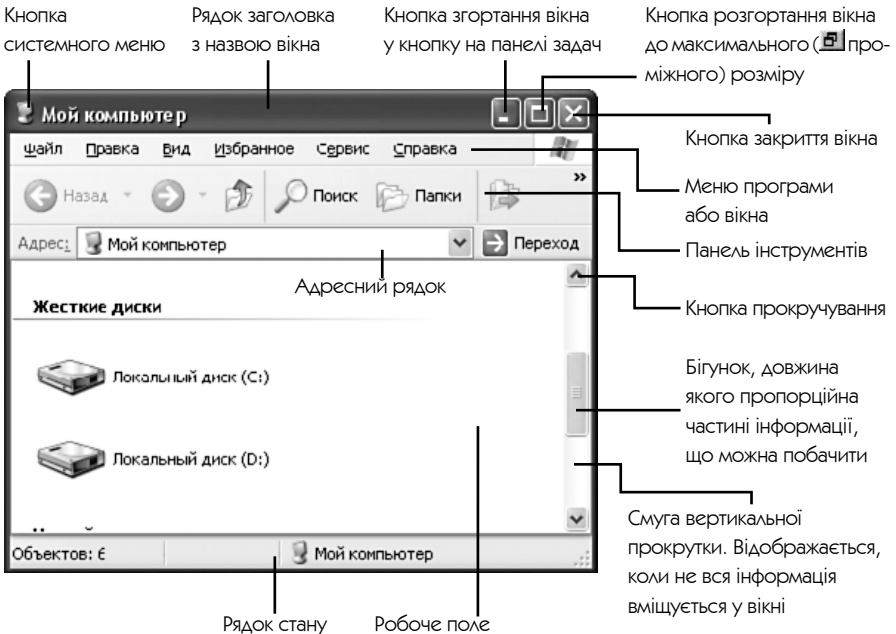 Кнопка
системного меню
Рядок заголовка
з назвою вікна
Кнопка згортання вікна
у кнопку на панелі задач
Кнопка розгортання вікна
до максимального ( про-
міжного) розміру
Мой компьютер
Файл Правка Вид Избранное Сервис Справка
Кнопка закриття вікна
Назад Поиск Папки »
Меню програми
або вікна
Адрес: Мой компьютер Переход
Панель інструментів
Адресний рядок
Жесткие диски
Кнопка прокручування
Локальный диск (C:)
Бігунок, довжина
якого пропорційна
частині інформації,
що можна побачити
Локальный диск (D:)
Смуга вертикальної
прокрутки. Відображається,
коли не вся інформація
вміщується у вікні
Объектов: 6 Мой компьютер
Рядок стану
Робоче поле